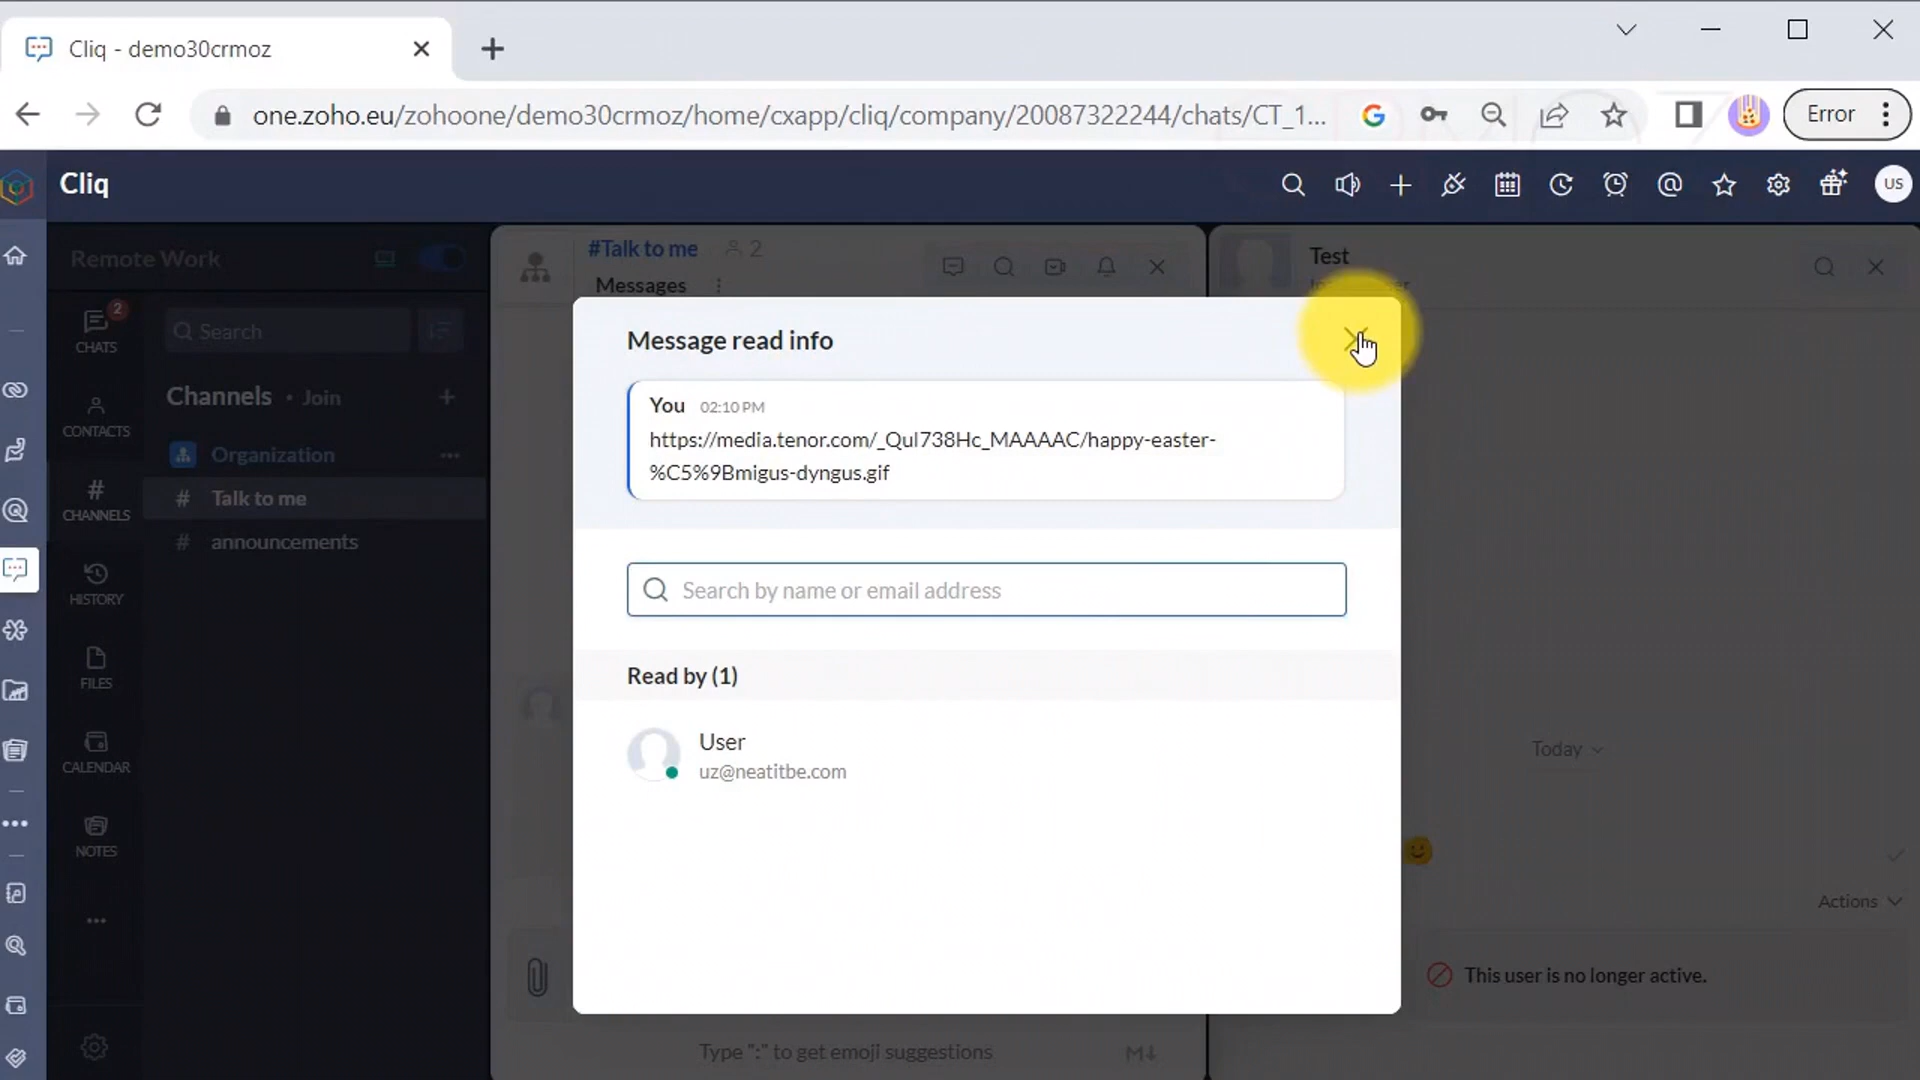 Cliq - demo30crmoz
one.zoho.eu/zohoone/demo30crmoz/home/cxapp/cliq/company/20087322244/chats/CT_1...
Error
Cliq
US
Remote Work
#Talk to me 2
Messages
Test
CHATS 2
Search
CONTACTS
Channels • Join
Organization
CHANNELS
# Talk to me
# announcements
HISTORY
FILES
CALENDAR
NOTES
Message read info
You 02:10 PM
https://media.tenor.com/_QuI738Hc_MAAAAC/happy-easter-
%C5%9Bmigus-dyngus.gif
Search by name or email address
Read by (1)
User
uz@neatitbe.com
Today
Actions
This user is no longer active.
Type ":" to get emoji suggestions
M↓